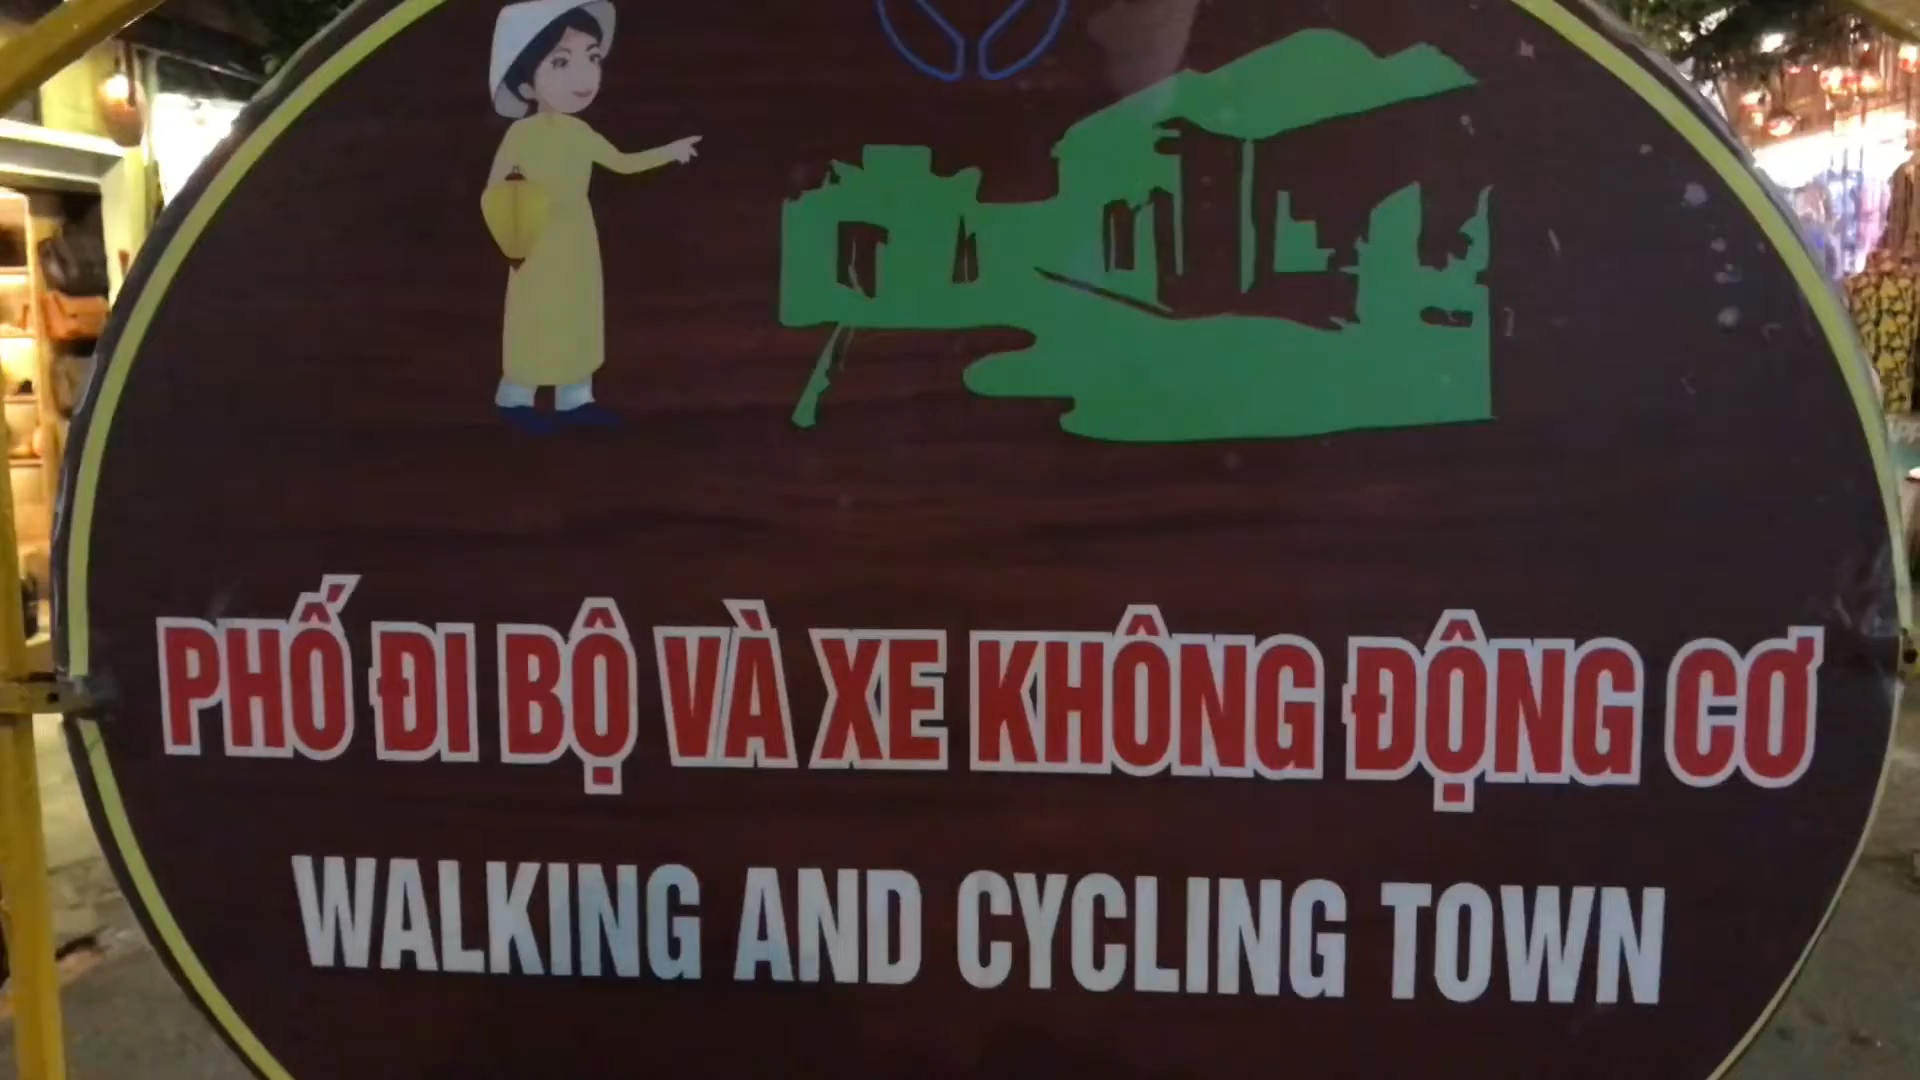 PHỐ ĐI BỘ VÀ XE KHÔNG ĐỘNG CƠ
WALKING AND CYCLING TOWN